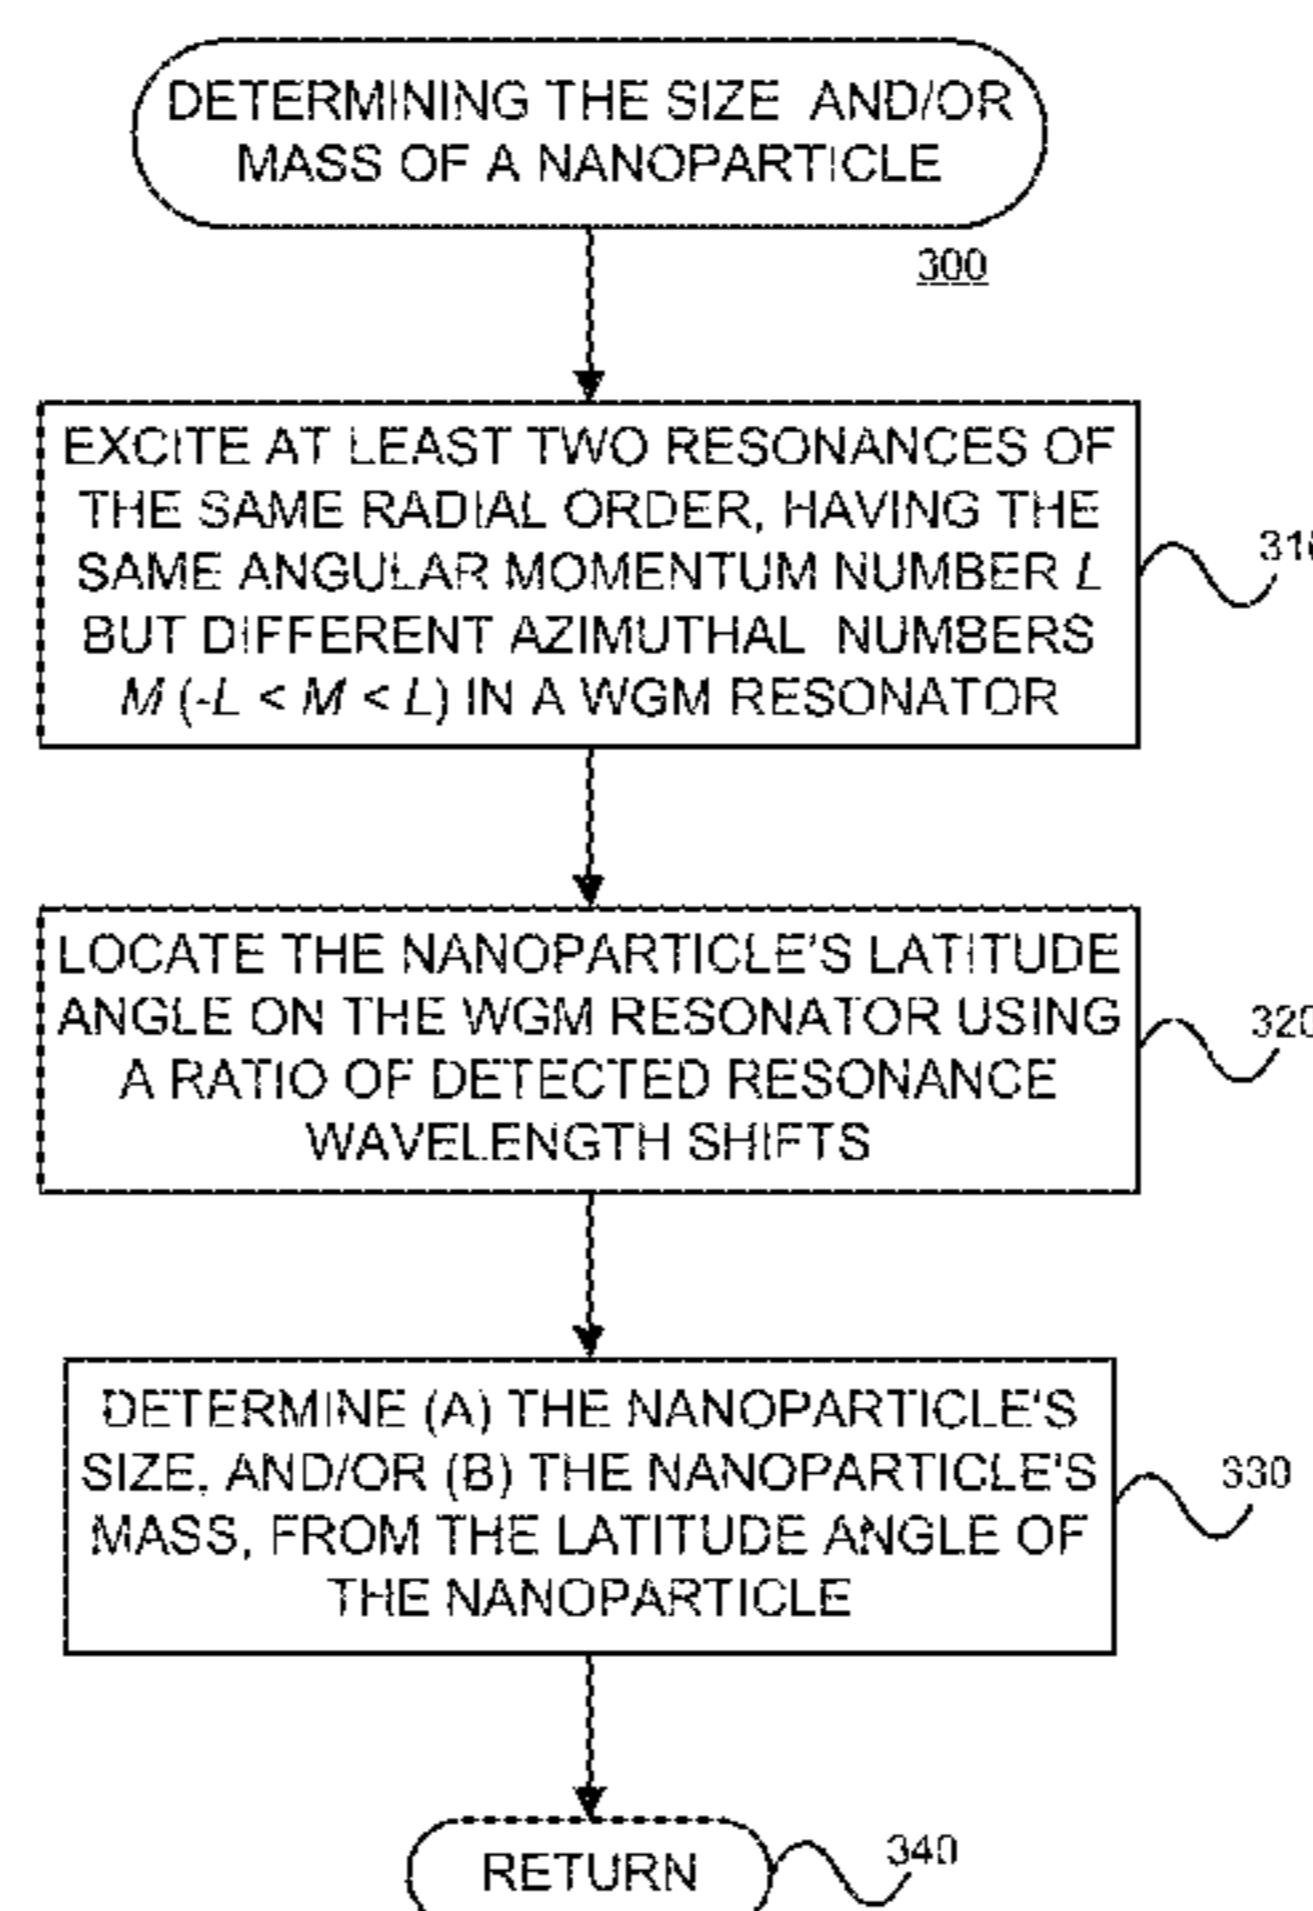 DETERMINING THE SIZE AND/OR
MASS OF A NANOPARTICLE
300
EXCITE AT LEAST TWO RESONANCES OF
THE SAME RADIAL ORDER, HAVING THE
SAME ANGULAR MOMENTUM NUMBER L
BUT DIFFERENT AZIMUTHAL NUMBERS
M (-L < M < L) IN A WGM RESONATOR
310
LOCATE THE NANOPARTICLE'S LATITUDE
ANGLE ON THE WGM RESONATOR USING
A RATIO OF DETECTED RESONANCE
WAVELENGTH SHIFTS
320
DETERMINE (A) THE NANOPARTICLE'S
SIZE, AND/OR (B) THE NANOPARTICLE'S
MASS, FROM THE LATITUDE ANGLE OF
THE NANOPARTICLE
330
RETURN
340